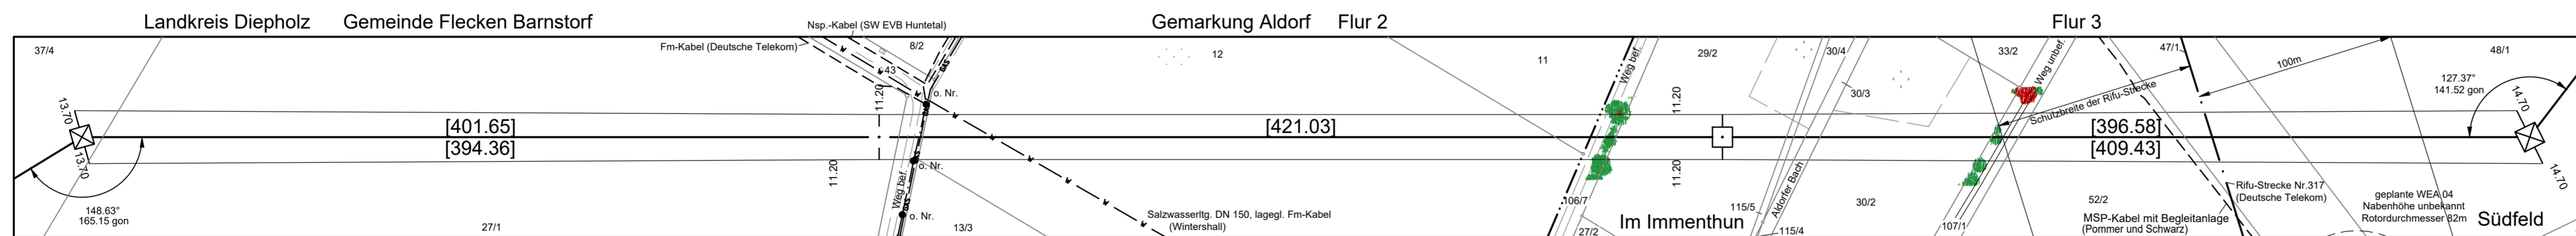 Landkreis Diepholz Gemeinde Flecken Barnstorf
Gemarkung Aldorf Flur 2
Flur 3
Nsp.-Kabel (SW EVB Huntetal)
Fm-Kabel (Deutsche Telekom)
37/4
8/2
12
11
29/2
30/4
33/2
47/1
48/1
43
GAS
Weg bef.
Weg unbef.
100m
30/3
127.37°
141.52 gon
13.70
11.20
o. Nr.
11.20
Schutzbreite der Rifu-Strecke
14.70
[401.65]
[421.03]
[396.58]
[394.36]
[409.43]
13.70
11.20
o. Nr.
11.20
14.70
Weg bef.
GAS
GAS
Aldorfer Bach
148.63°
165.15 gon
o. Nr.
27/1
13/3
Salzwasserltg. DN 150, lagegl. Fm-Kabel
(Wintershall)
106/7
27/2
Im Immenthun
115/5
115/4
30/2
107/1
52/2
MSP-Kabel mit Begleitanlage
(Pommer und Schwarz)
Rifu-Strecke Nr.317
(Deutsche Telekom)
geplante WEA 04
Nabenhöhe unbekannt
Rotordurchmesser 82m
Südfeld